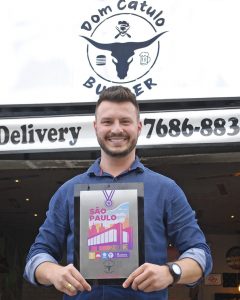 Dom Catulo
BURGER
Delivery
7686-883
SÃO
PAULO